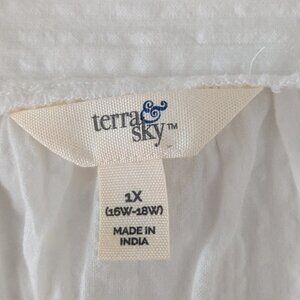 terra &
sky™
1X
(16W-18W)
MADE IN
INDIA